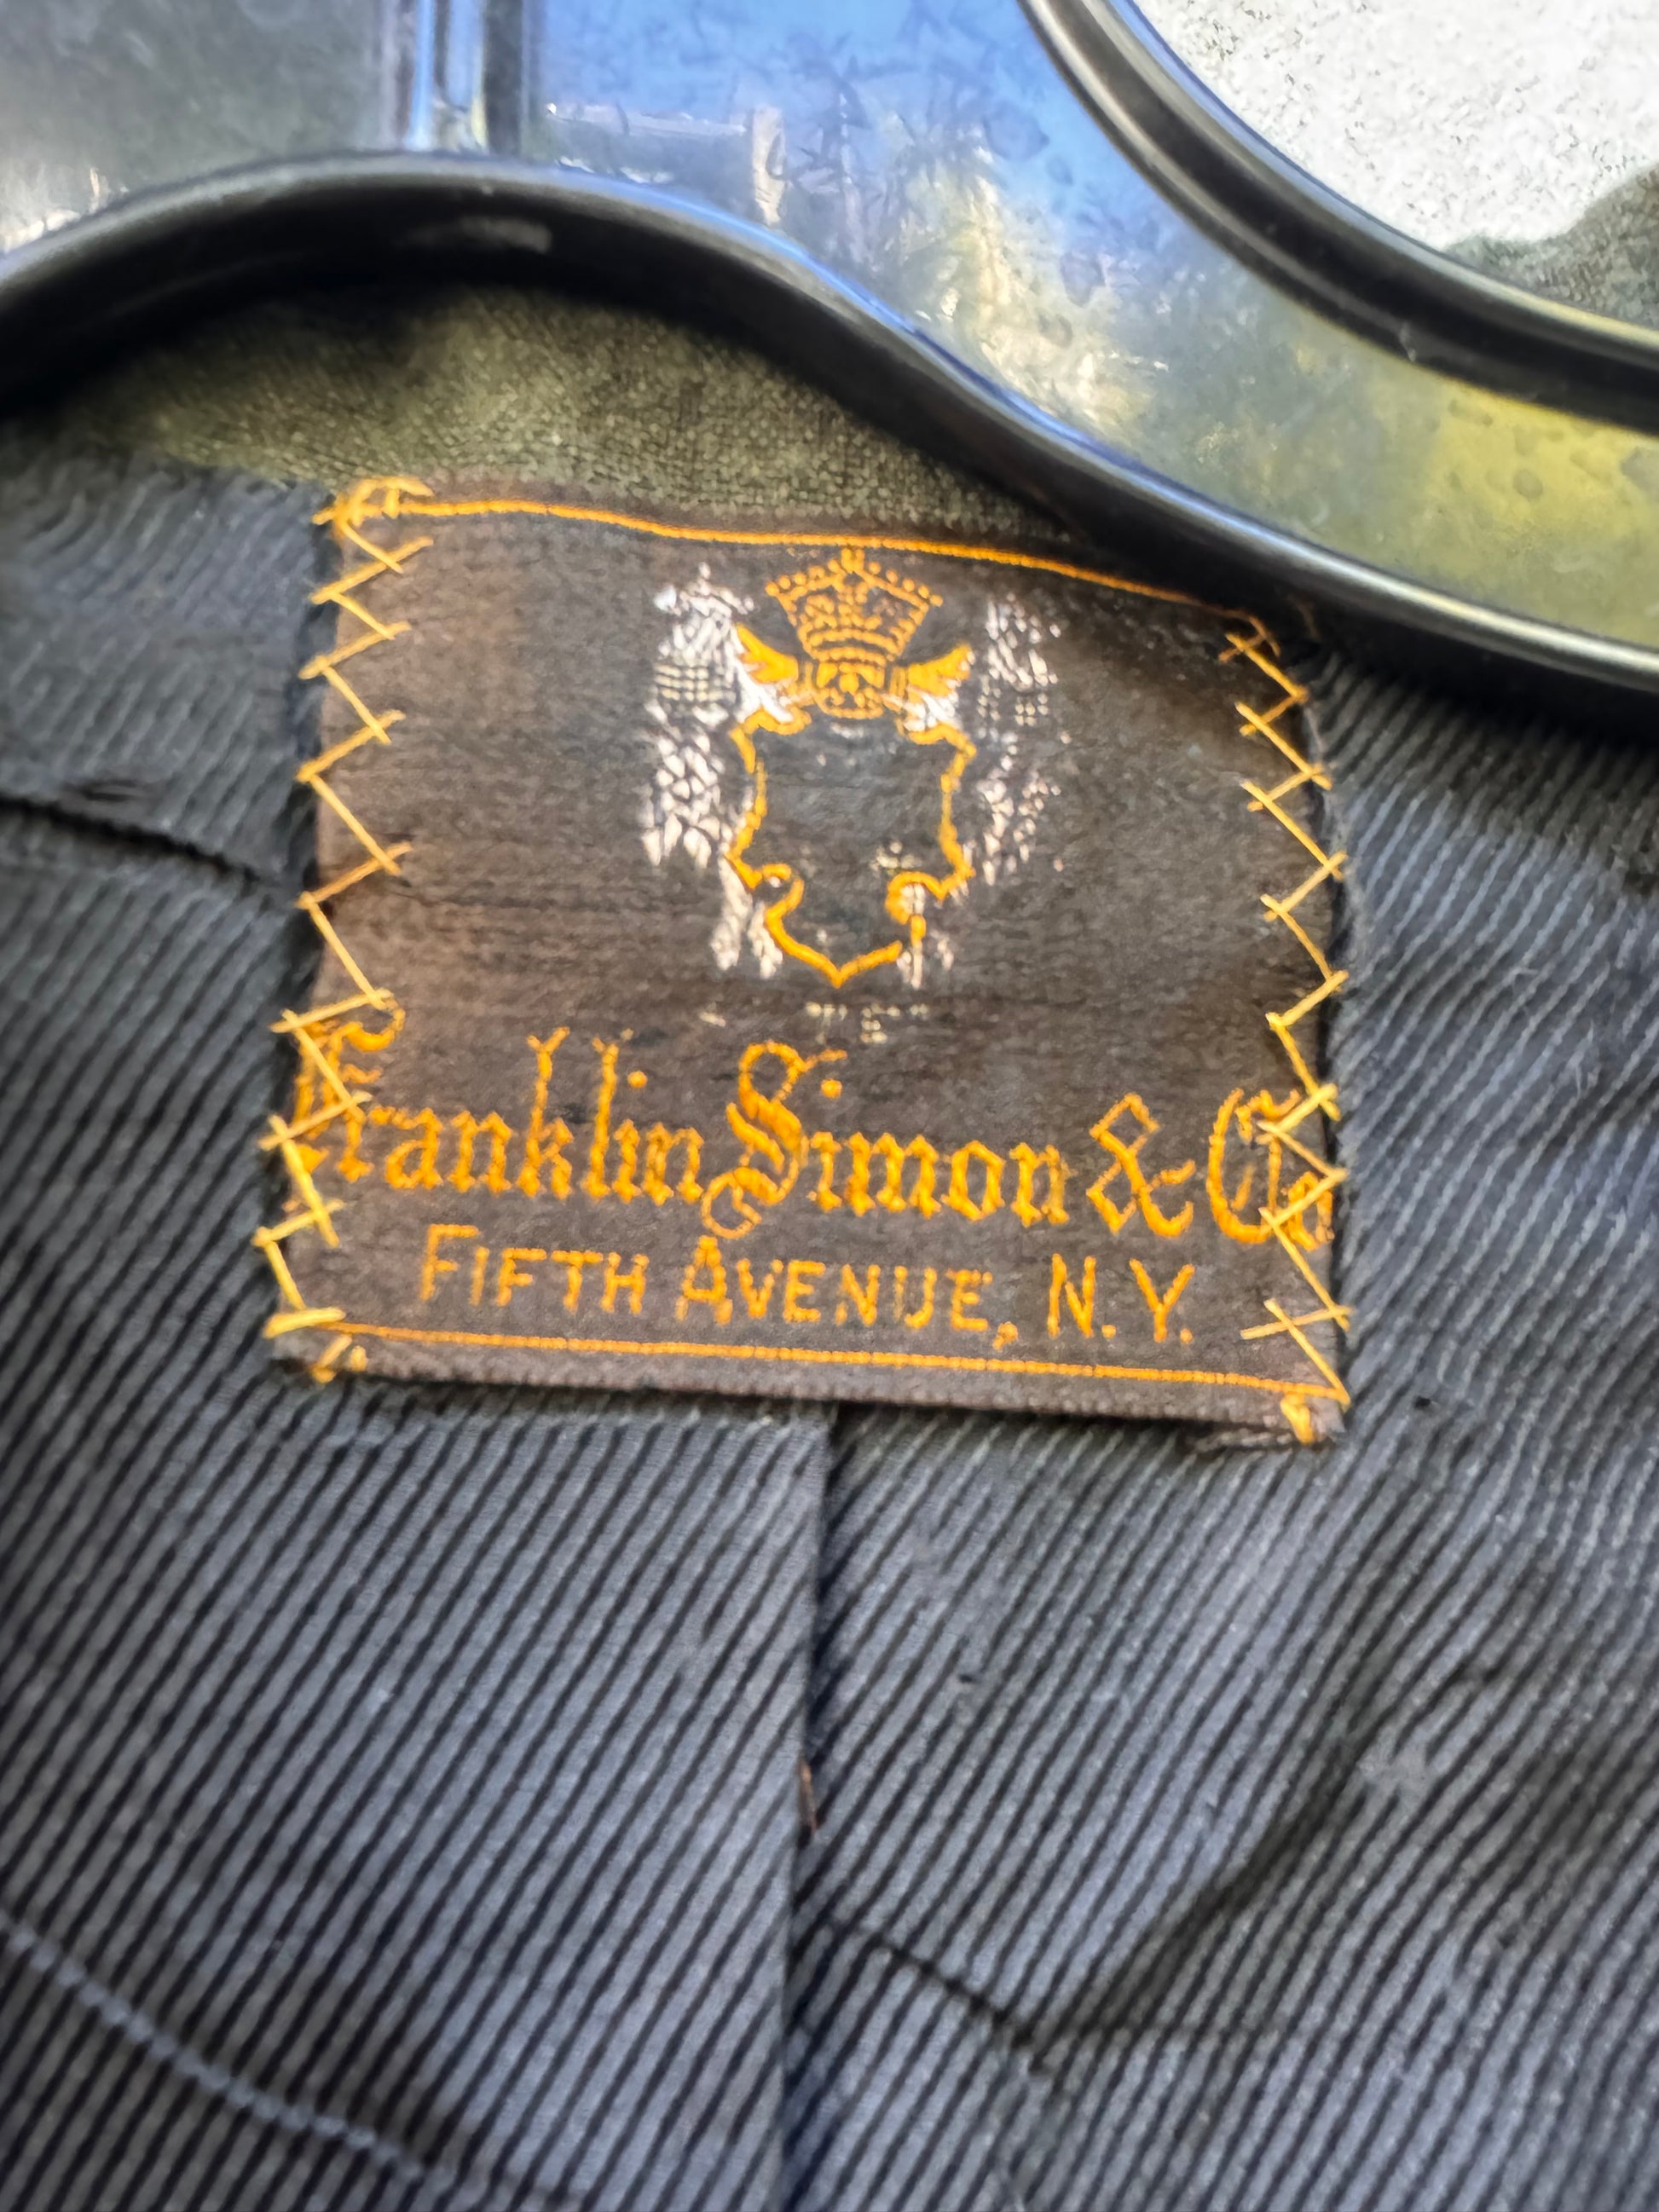 Franklin Simon & Co
FIFTH AVENUE, N.Y.